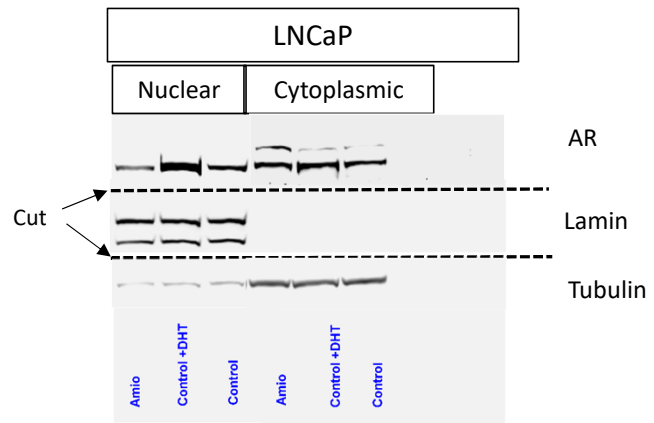 LNCaP
Nuclear
Cytoplasmic
AR
Cut
Lamin
Tubulin
Amio
Control +DHT
Control
Amio
Control +DHT
Control